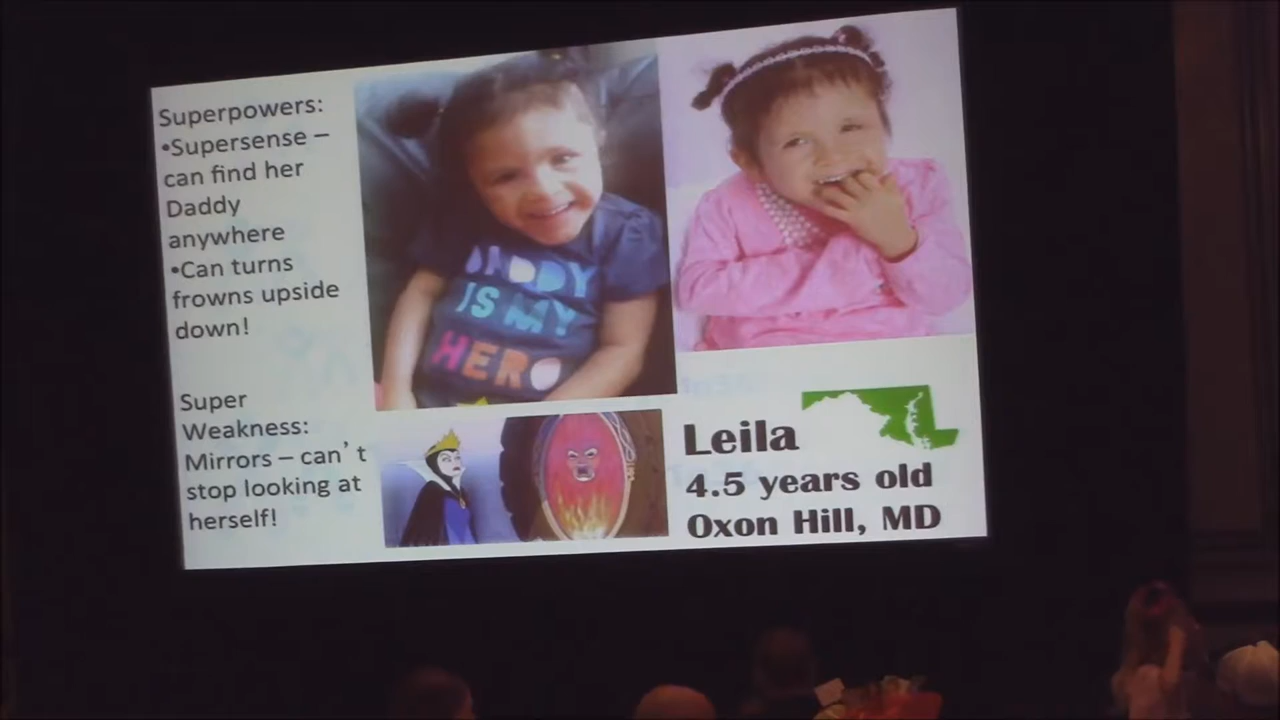 Superpowers:
•Supersense –
can find her
Daddy
anywhere
•Can turns
frowns upside
down!
Super
Weakness:
Mirrors – can't
stop looking at
herself!
DADDY
IS MY
HERO
Leila
4.5 years old
Oxon Hill, MD